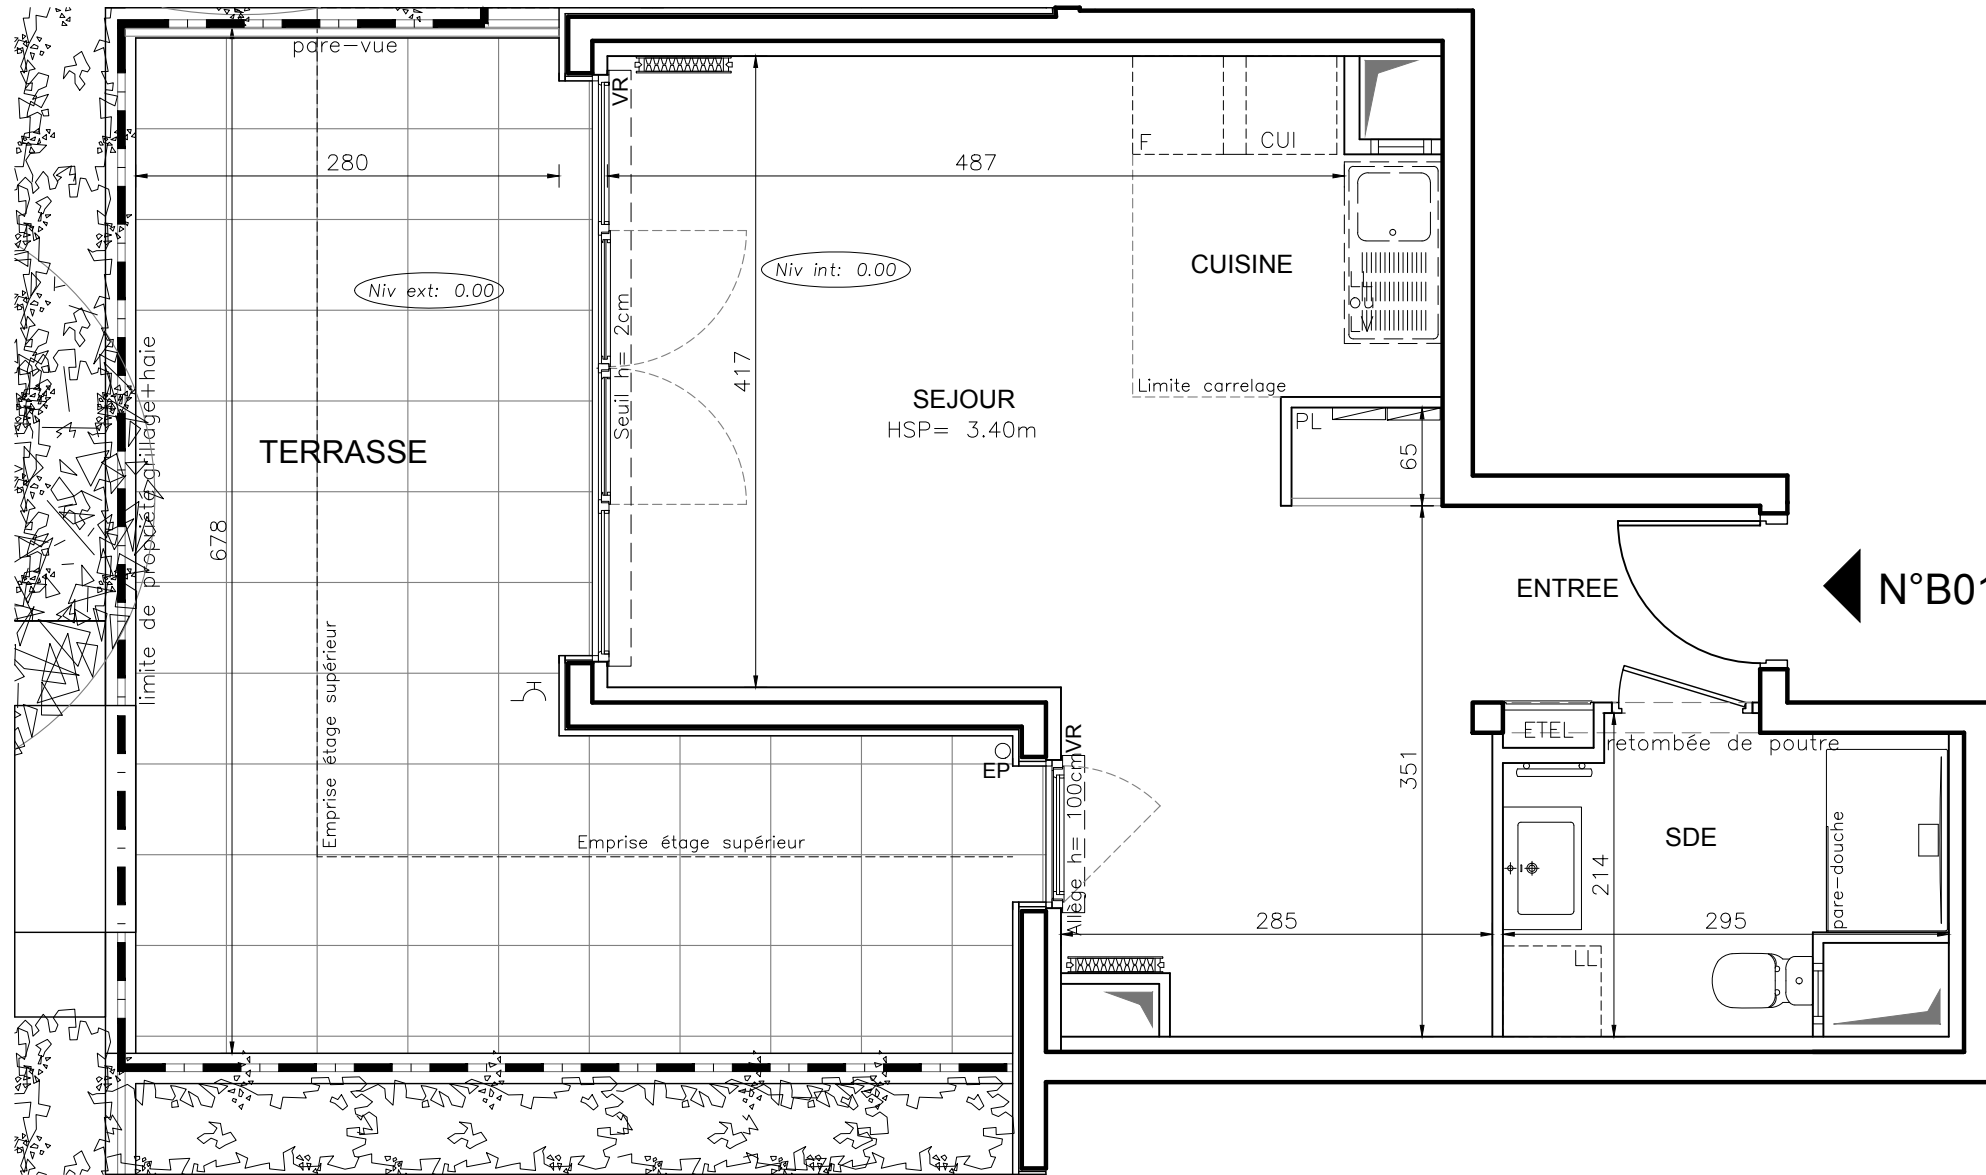 pare-vue
VR
F
CUI
280
487
CUISINE
Niv ext: 0.00
Niv int: 0.00
LL
ou
LV
Seuil h= 2cm
417
Limite carrelage
SEJOUR
HSP= 3.40m
PL
65
TERRASSE
limite de propriété grillage+haie
678
ENTREE
N°B01
Emprise étage supérieur
VR
EP
ETEL
retombée de poutre
351
Emprise étage supérieur
Allège h= 100cm
SDE
214
pare-douche
285
295
LL